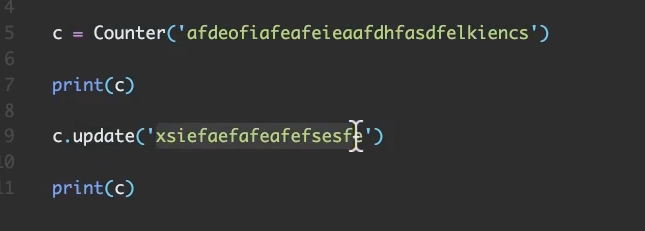 4
5 c = Counter('afdeofiafeafeieaafdhfasdfelkiencs')
6
7 print(c)
8
9 c.update('xsiefaefafeafefsesfe')
10
11 print(c)